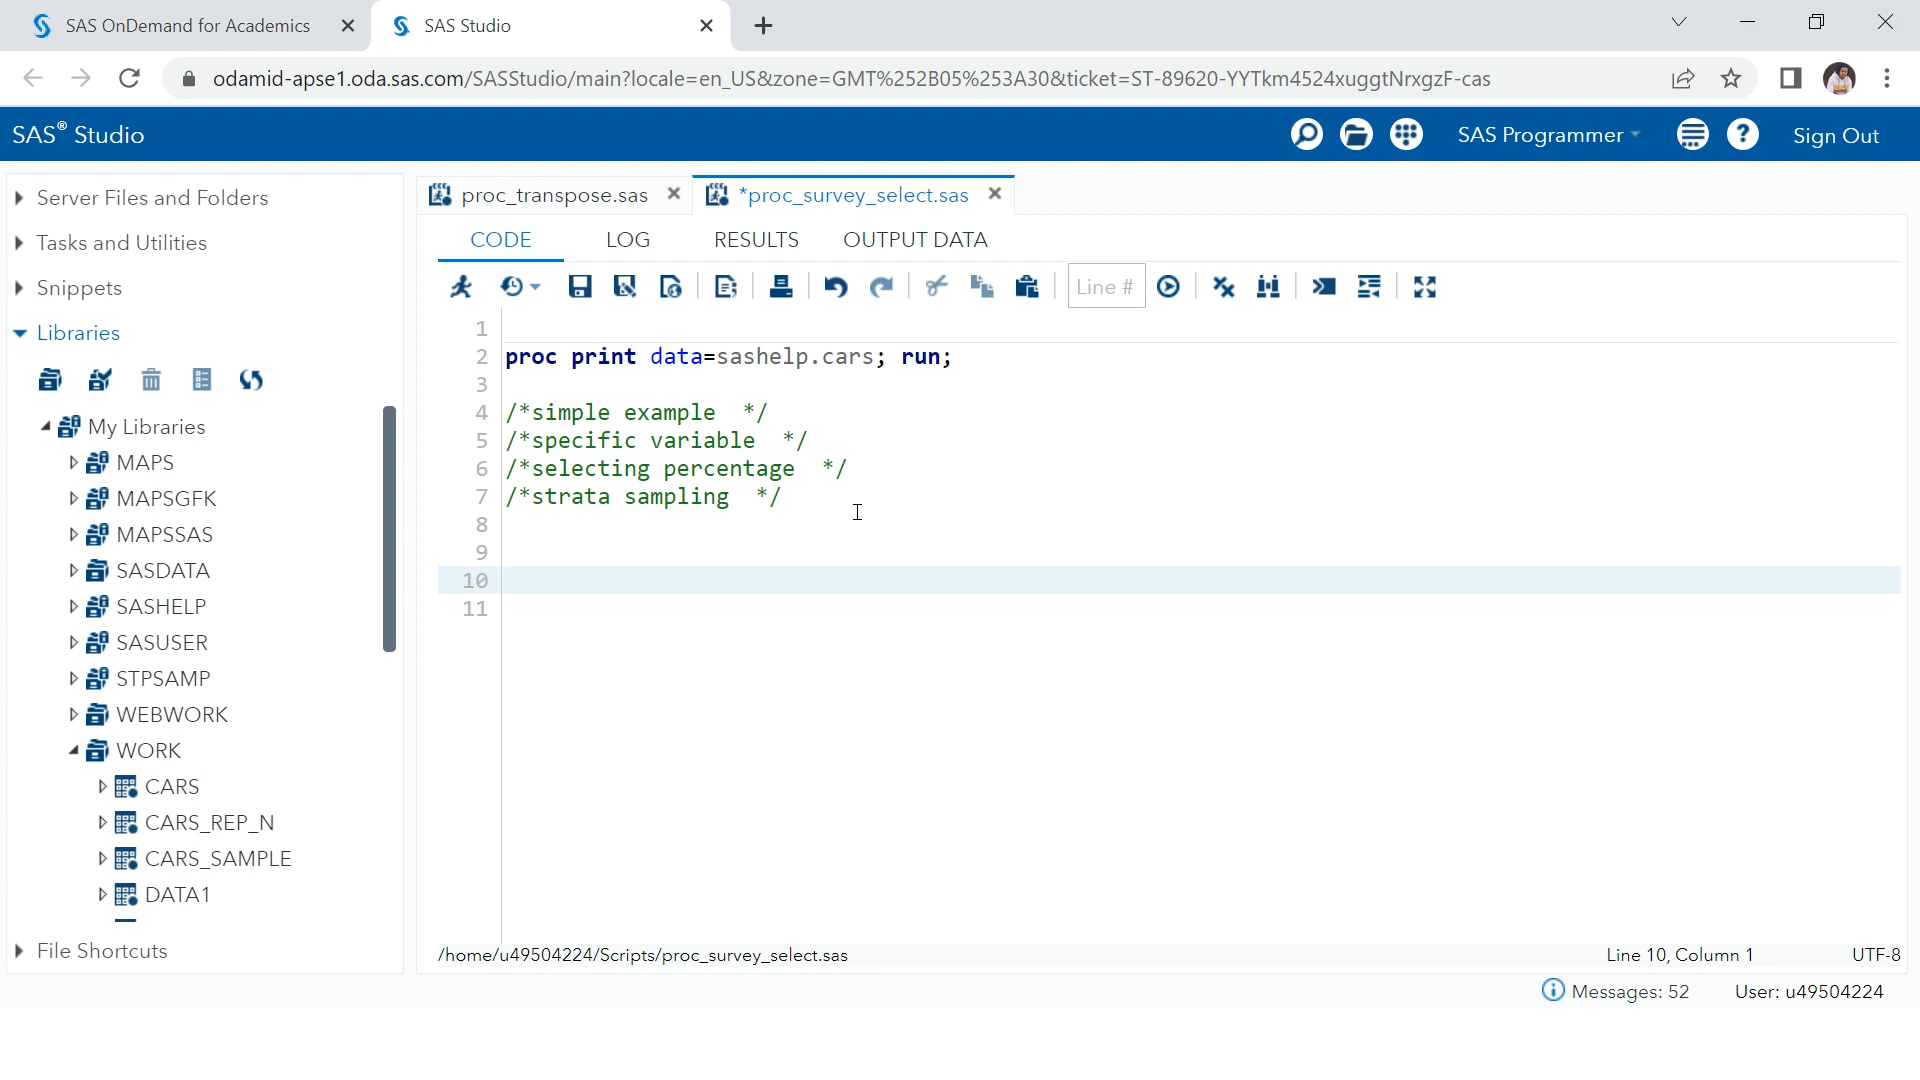 SAS OnDemand for Academics
SAS Studio
odamid-apse1.oda.sas.com/SASStudio/main?locale=en_US&zone=GMT%252B05%253A30&ticket=ST-89620-YYTkm4524xuggtNrxgzF-cas
SAS® Studio
SAS Programmer
Sign Out
Server Files and Folders
Tasks and Utilities
Snippets
Libraries
My Libraries
MAPS
MAPSGFK
MAPSSAS
SASDATA
SASHELP
SASUSER
STPSAMP
WEBWORK
WORK
CARS
CARS_REP_N
CARS_SAMPLE
DATA1
File Shortcuts
proc_transpose.sas
*proc_survey_select.sas
CODE LOG RESULTS OUTPUT DATA
Line #
1
2 proc print data=sashelp.cars; run;
3
4 /*simple example */
5 /*specific variable */
6 /*selecting percentage */
7 /*strata sampling */
8
9
10
11
/home/u49504224/Scripts/proc_survey_select.sas
Line 10, Column 1
UTF-8
Messages: 52
User: u49504224